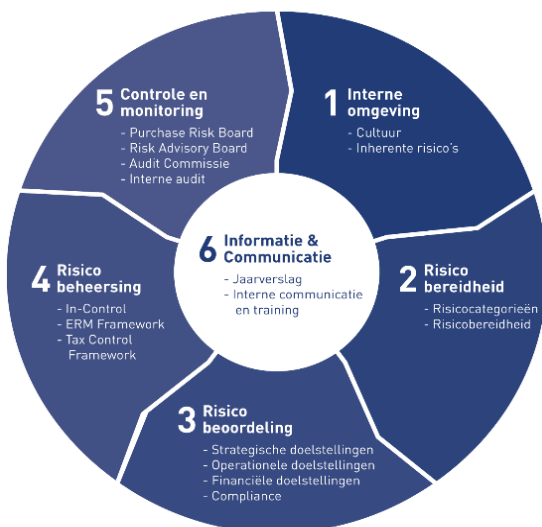 1 Interne
omgeving
- Cultuur
- Inherente risico's
2 Risico
bereidheid
- Risicocategorieën
- Risicobereidheid
3 Risico
beoordeling
- Strategische doelstellingen
- Operationele doelstellingen
- Financiële doelstellingen
- Compliance
4 Risico
beheersing
- In-Control
- ERM Framework
- Tax Control
Framework
5 Controle en
monitoring
- Purchase Risk Board
- Risk Advisory Board
- Audit Commissie
- Interne audit
6 Informatie &
Communicatie
- Jaarverslag
- Interne communicatie
en training